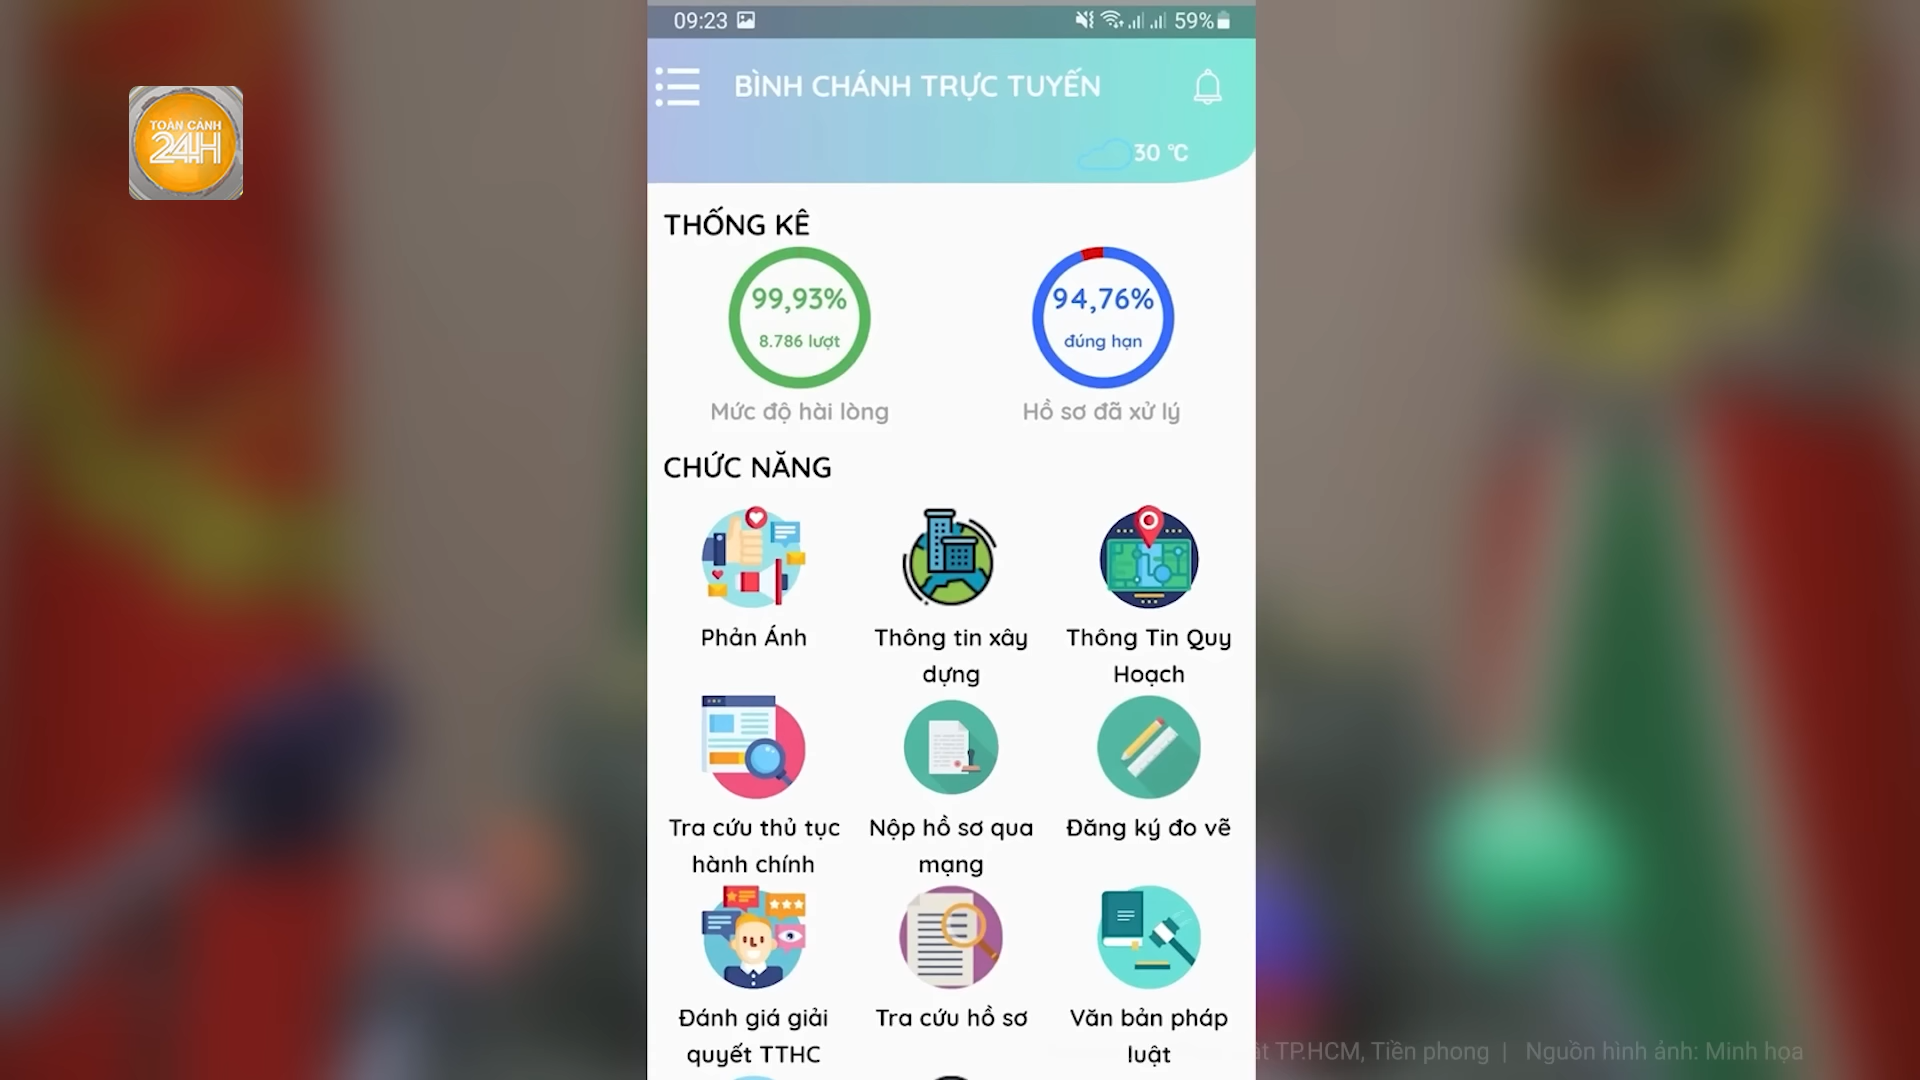 09:23
59%
TOÀN CẢNH
24H
BÌNH CHÁNH TRỰC TUYẾN
30 °C
THỐNG KÊ
99,93%
8.786 lượt
Mức độ hài lòng
94,76%
đúng hạn
Hồ sơ đã xử lý
CHỨC NĂNG
Phản Ánh
Thông tin xây
dựng
Thông Tin Quy
Hoạch
Tra cứu thủ tục
hành chính
Nộp hồ sơ qua
mạng
Đăng ký đo vẽ
Đánh giá giải
quyết TTHC
Tra cứu hồ sơ
Văn bản pháp
luật
TP.HCM, Tiền phong | Nguồn hình ảnh: Minh họa